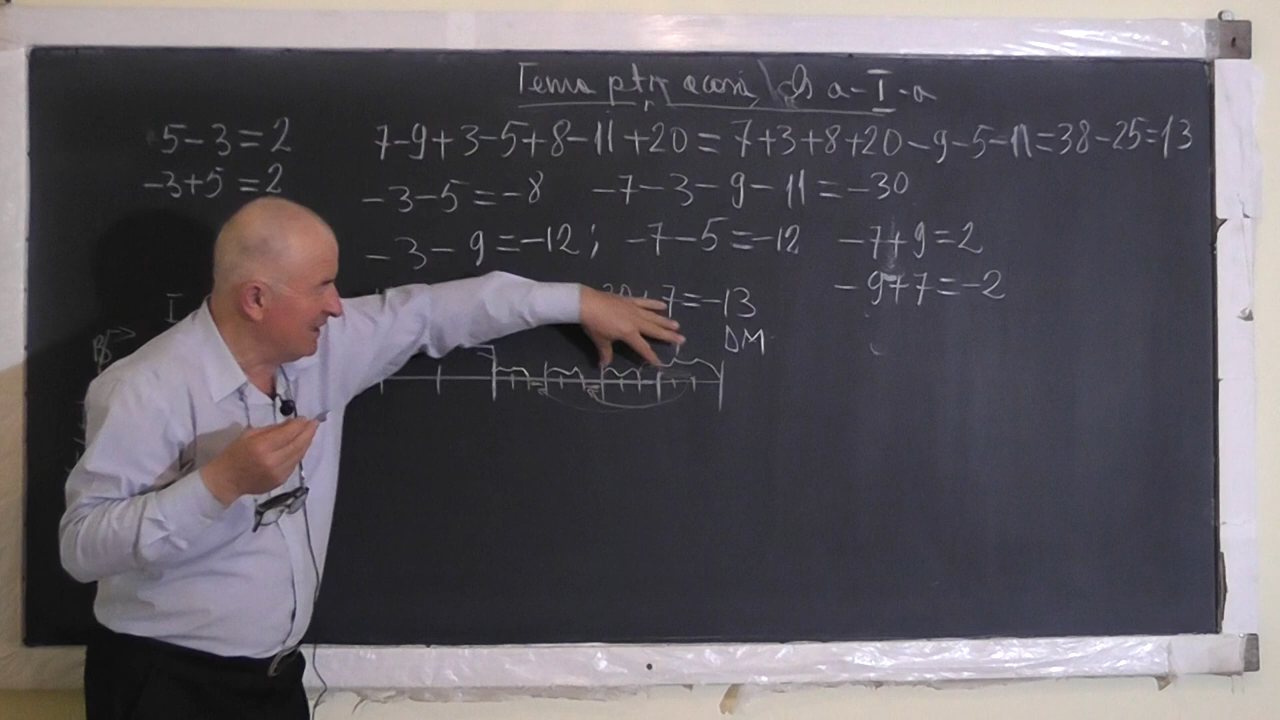 Tema ptr acasă, cls a-I-a
5-3=2
7-9+3-5+8-11+20=7+3+8+20-9-5-11=38-25=13
-3+5=2
-3-5=-8 -7-3-9-11=-30
-3-9=-12; -7-5=-12 -7+9=2
-9+7=-2
I
7=-13
DM